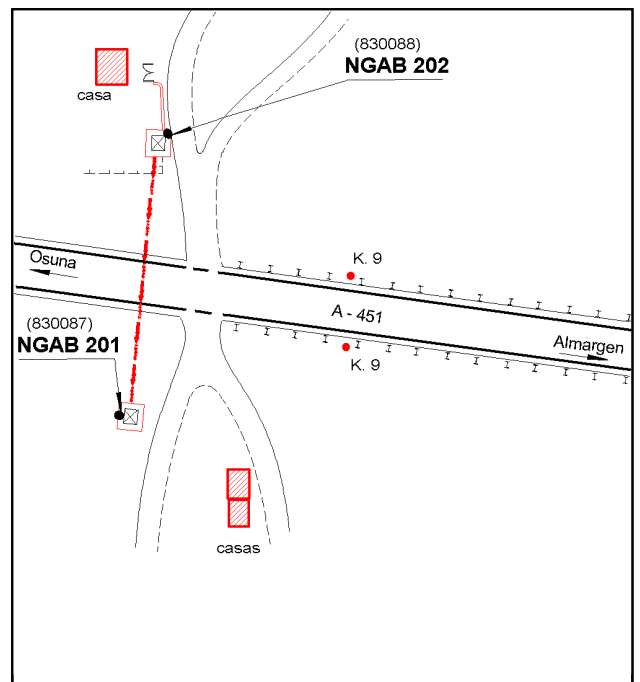 (830088)
NGAB 202
casa
Osuna
K. 9
A - 451
(830087)
NGAB 201
Almargen
K. 9
casas